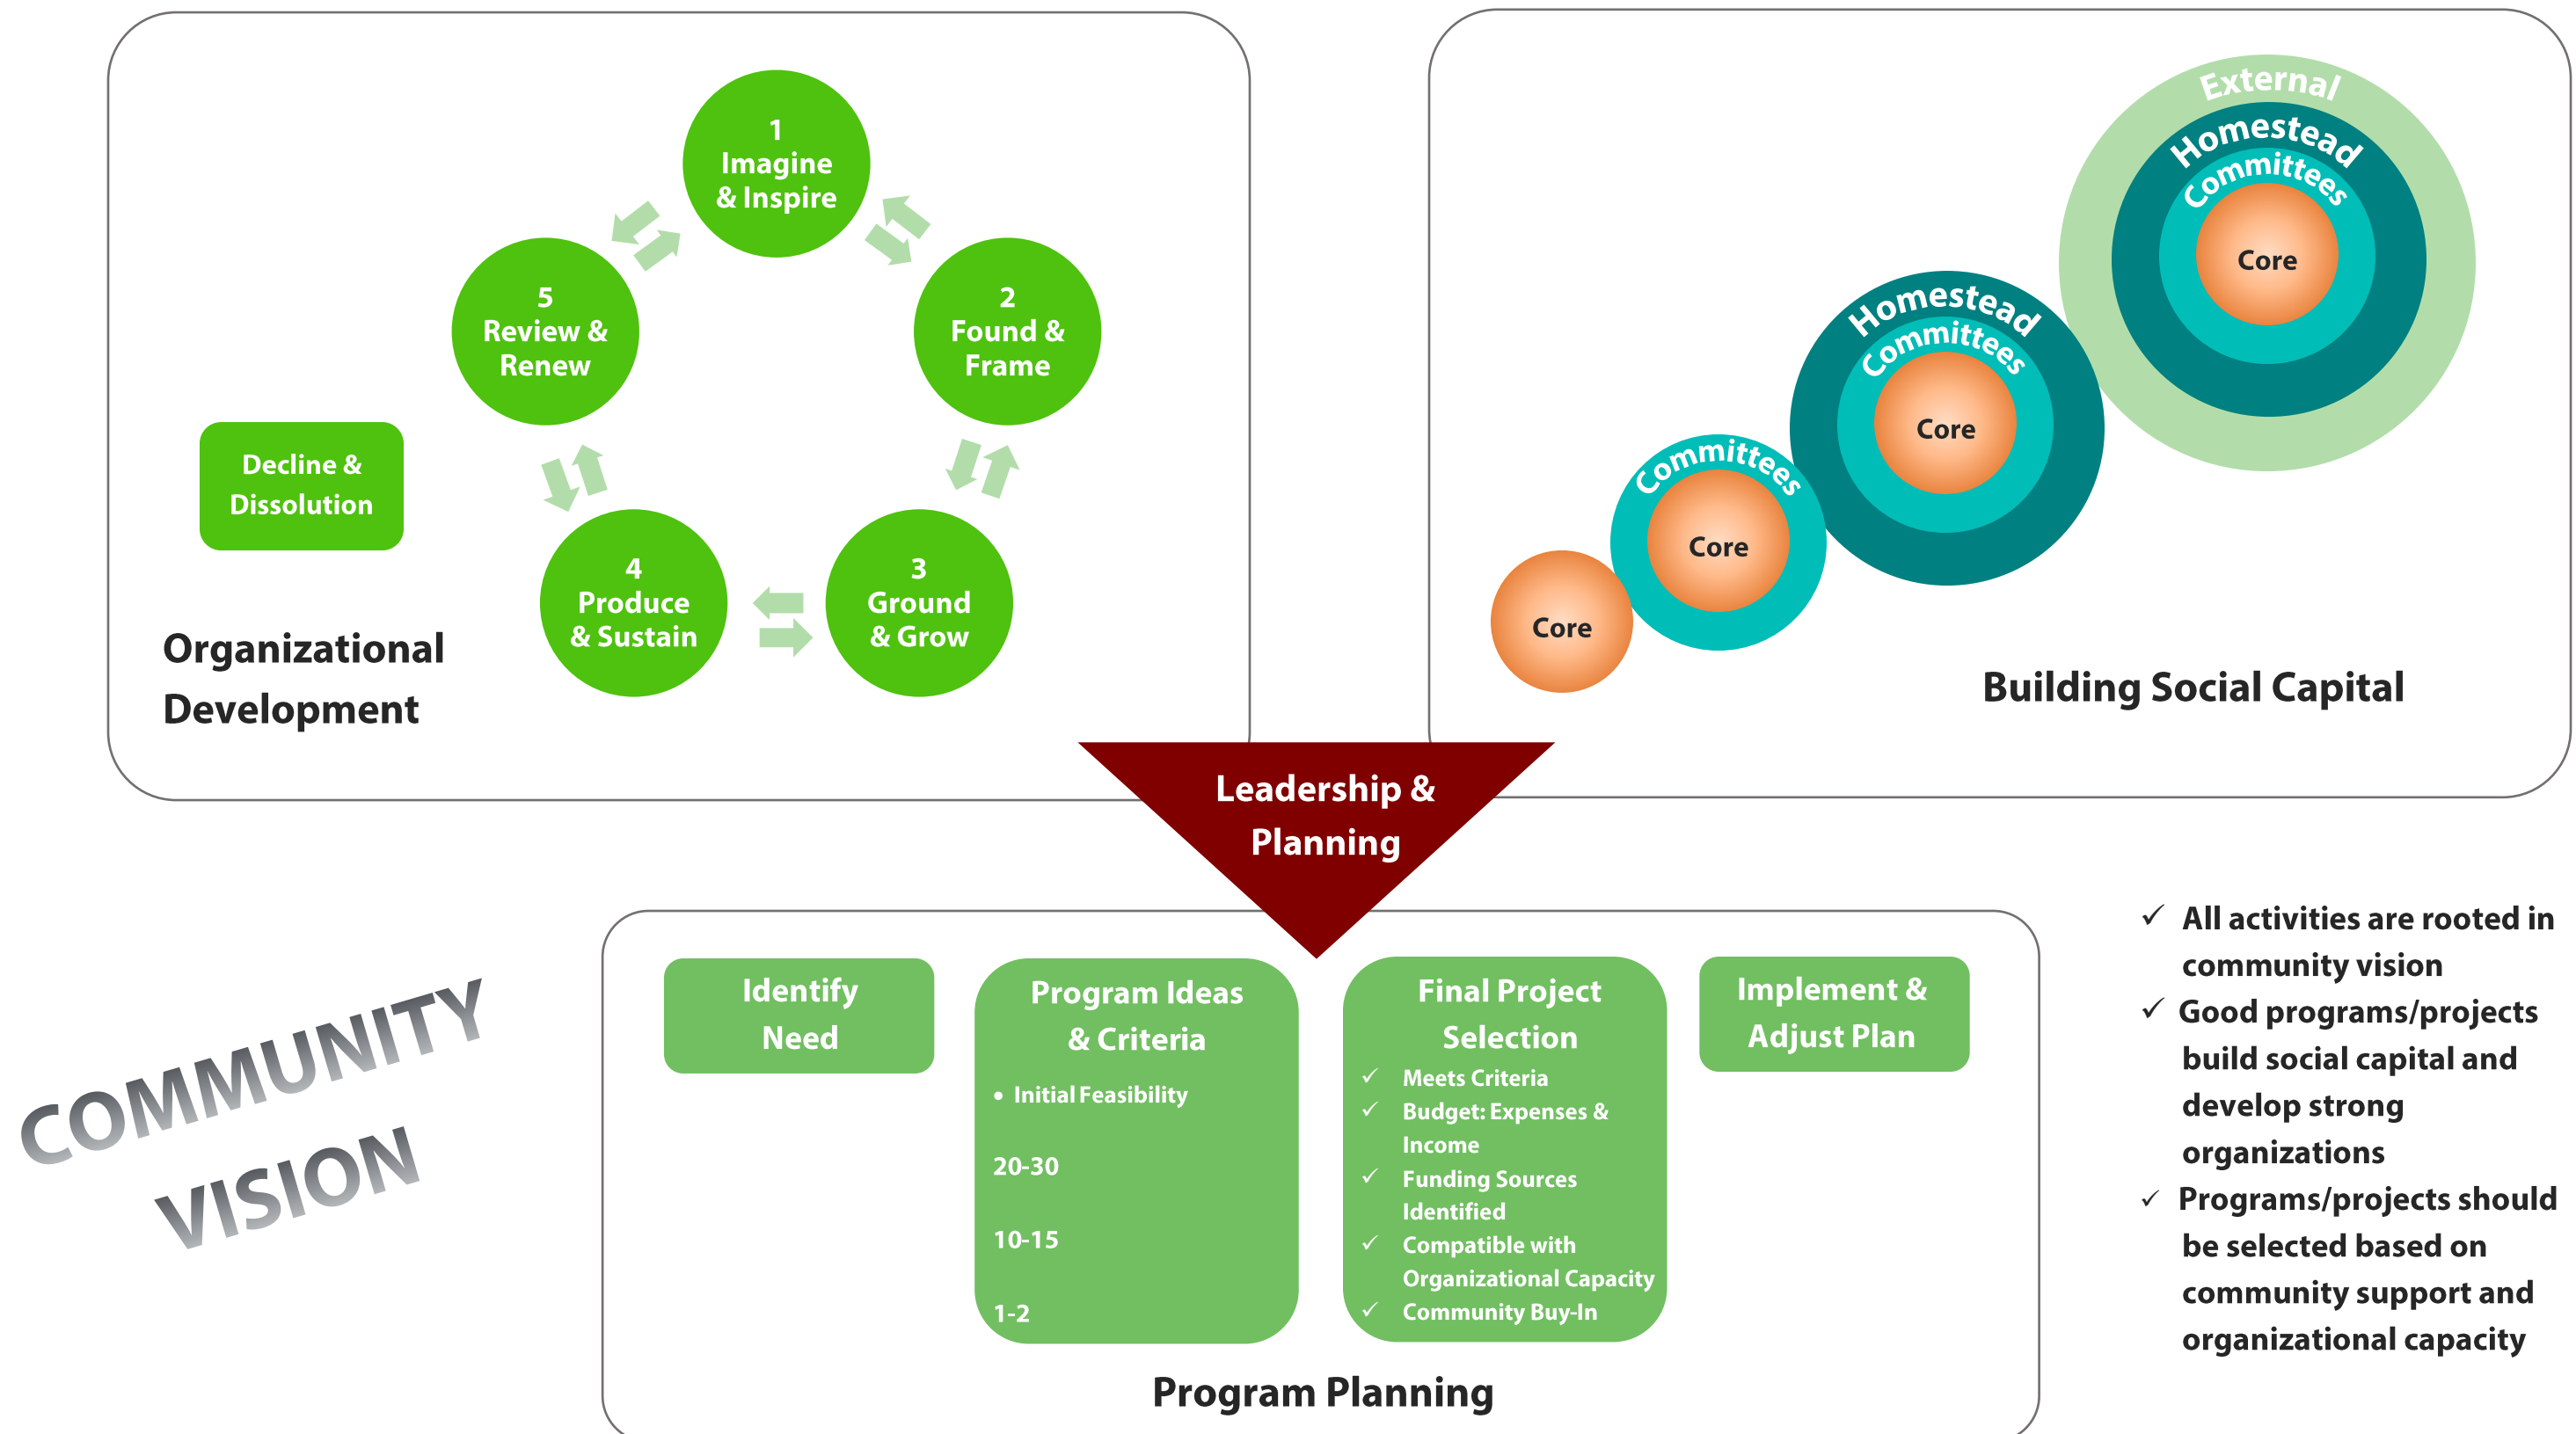 1
Imagine
& Inspire
2
Found &
Frame
3
Ground
& Grow
4
Produce
& Sustain
5
Review &
Renew
Decline &
Dissolution
Organizational
Development
Core
Committees
Core
Homestead
Committees
Core
External
Homestead
Committees
Core
Building Social Capital
Leadership &
Planning
COMMUNITY
VISION
Identify
Need
Program Ideas
& Criteria
• Initial Feasibility
20-30
10-15
1-2
Final Project
Selection
✓ Meets Criteria
✓ Budget: Expenses &
Income
✓ Funding Sources
Identified
✓ Compatible with
Organizational Capacity
✓ Community Buy-In
Implement &
Adjust Plan
Program Planning
✓ All activities are rooted in
community vision
✓ Good programs/projects
build social capital and
develop strong
organizations
✓ Programs/projects should
be selected based on
community support and
organizational capacity